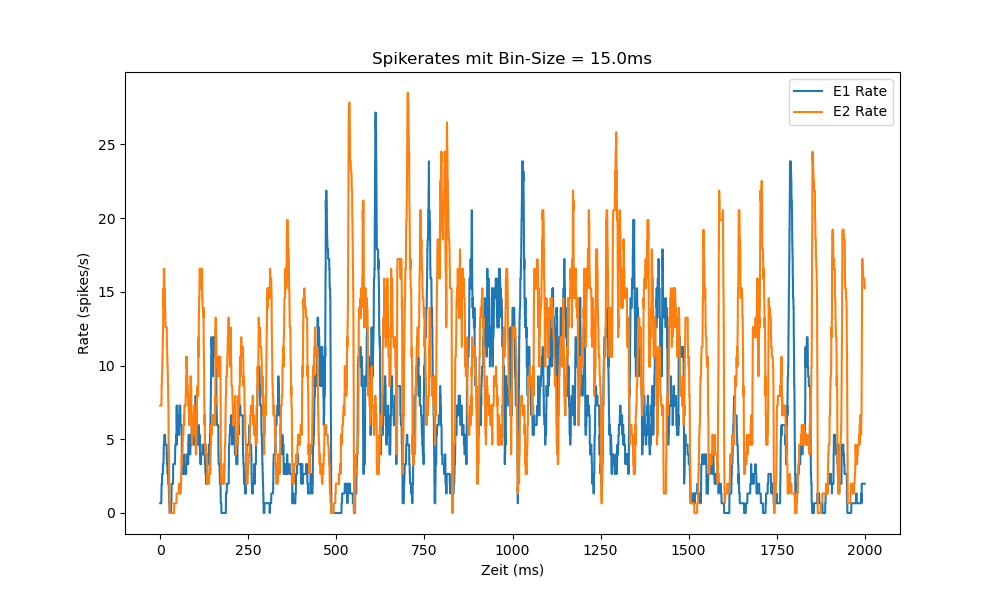 Spikerates mit Bin-Size = 15.0ms
E1 Rate
E2 Rate
Rate (spikes/s)
25
20
15
10
5
0
0 250 500 750 1000 1250 1500 1750 2000
Zeit (ms)